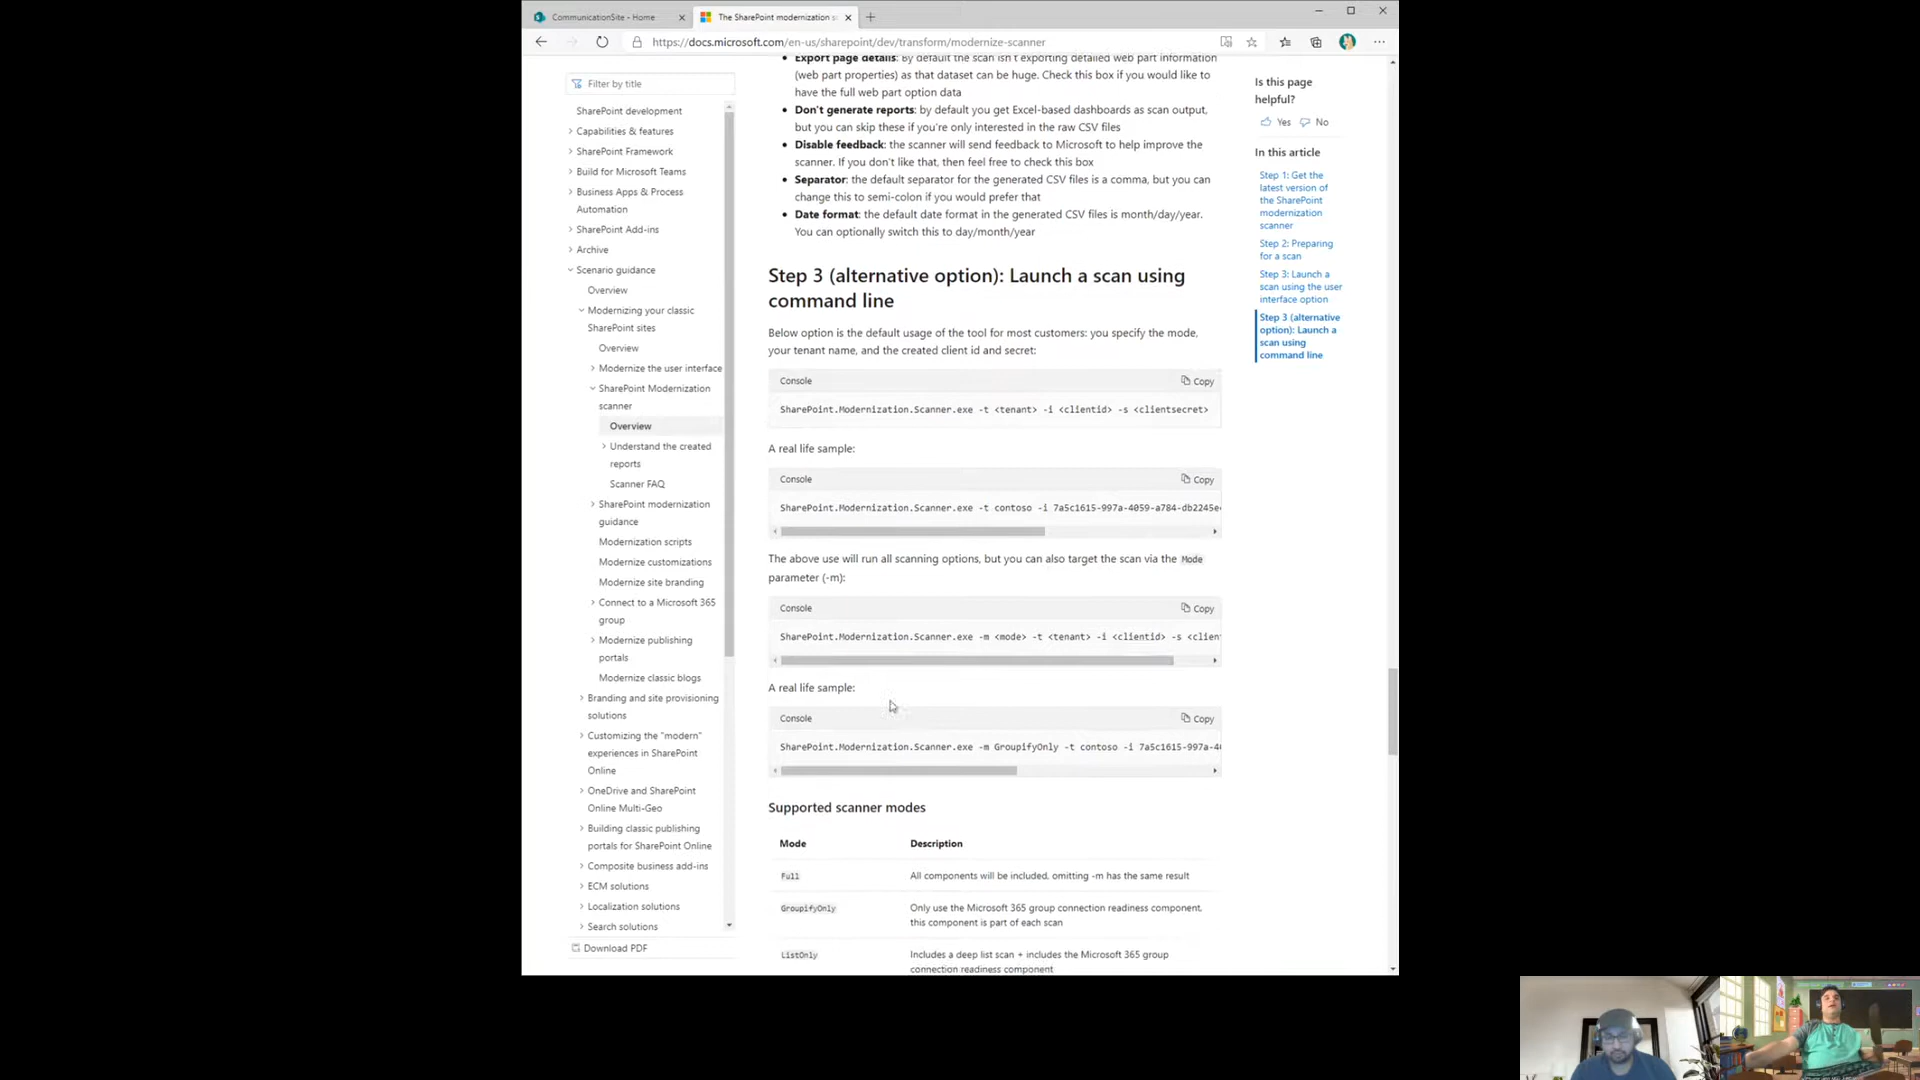 CommunicationSite - Home
The SharePoint modernization s
https://docs.microsoft.com/en-us/sharepoint/dev/transform/modernize-scanner
Filter by title
SharePoint development
Capabilities & features
SharePoint Framework
Build for Microsoft Teams
Business Apps & Process
Automation
SharePoint Add-ins
Archive
Scenario guidance
Overview
Modernizing your classic
SharePoint sites
Overview
Modernize the user interface
SharePoint Modernization
scanner
Overview
Understand the created
reports
Scanner FAQ
SharePoint modernization
guidance
Modernization scripts
Modernize customizations
Modernize site branding
Connect to a Microsoft 365
group
Modernize publishing
portals
Modernize classic blogs
Branding and site provisioning
solutions
Customizing the "modern"
experiences in SharePoint
Online
OneDrive and SharePoint
Online Multi-Geo
Building classic publishing
portals for SharePoint Online
Composite business add-ins
ECM solutions
Localization solutions
Search solutions
Download PDF
Export page details: By default the scan isn't exporting detailed web part information
(web part properties) as that dataset can be huge. Check this box if you would like to
have the full web part option data
Don't generate reports: by default you get Excel-based dashboards as scan output,
but you can skip these if you're only interested in the raw CSV files
Disable feedback: the scanner will send feedback to Microsoft to help improve the
scanner. If you don't like that, then feel free to check this box
Separator: the default separator for the generated CSV files is a comma, but you can
change this to semi-colon if you would prefer that
Date format: the default date format in the generated CSV files is month/day/year.
You can optionally switch this to day/month/year
Step 3 (alternative option): Launch a scan using
command line
Below option is the default usage of the tool for most customers: you specify the mode,
your tenant name, and the created client id and secret:
Console Copy
SharePoint.Modernization.Scanner.exe -t <tenant> -i <clientid> -s <clientsecret>
A real life sample:
Console Copy
SharePoint.Modernization.Scanner.exe -t contoso -i 7a5c1615-997a-4059-a784-db2245e
The above use will run all scanning options, but you can also target the scan via the Mode
parameter (-m):
Console Copy
SharePoint.Modernization.Scanner.exe -m <mode> -t <tenant> -i <clientid> -s <clien
A real life sample:
Console Copy
SharePoint.Modernization.Scanner.exe -m GroupifyOnly -t contoso -i 7a5c1615-997a-4
Supported scanner modes
Mode Description
Full All components will be included, omitting -m has the same result
GroupifyOnly Only use the Microsoft 365 group connection readiness component,
this component is part of each scan
ListOnly Includes a deep list scan + includes the Microsoft 365 group
connection readiness component
Is this page
helpful?
Yes No
In this article
Step 1: Get the
latest version of
the SharePoint
modernization
scanner
Step 2: Preparing
for a scan
Step 3: Launch a
scan using the user
interface option
Step 3 (alternative
option): Launch a
scan using
command line